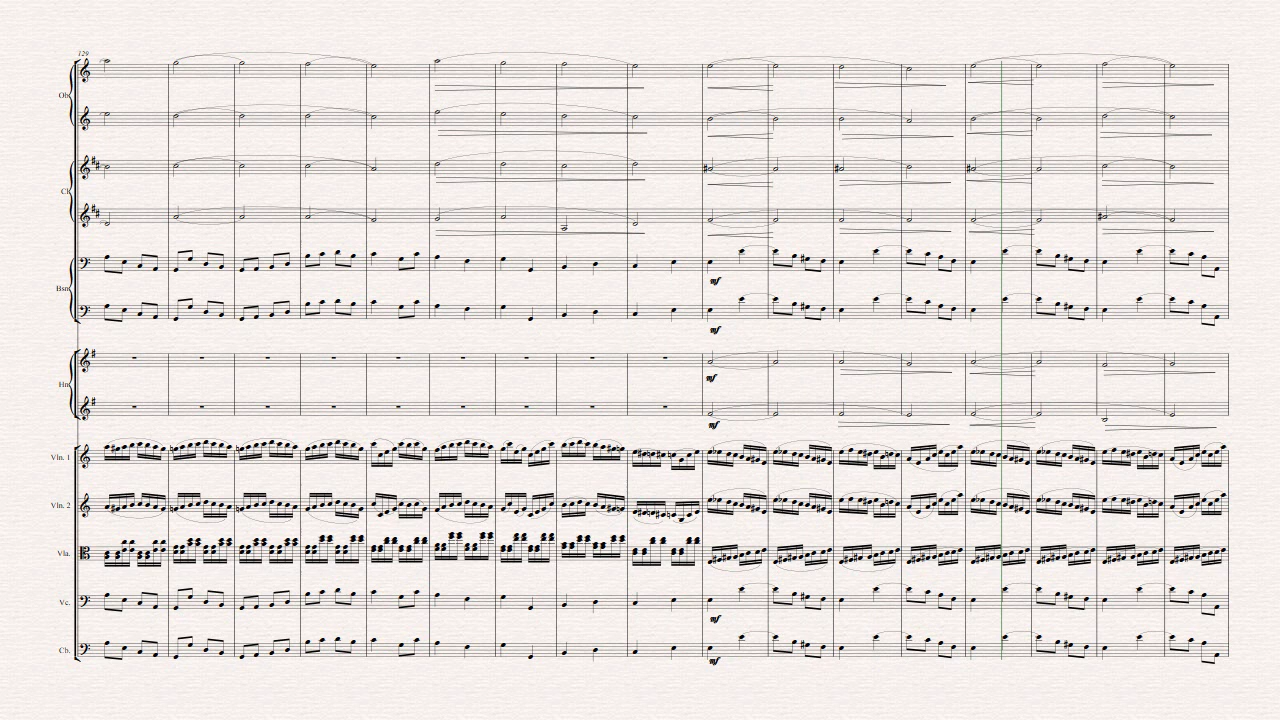 129
Ob.
Cl.
Bsn.
mf
mf
Hn.
mf
mf
Vln. 1
Vln. 2
Vla.
Vc.
mf
Cb.
mf